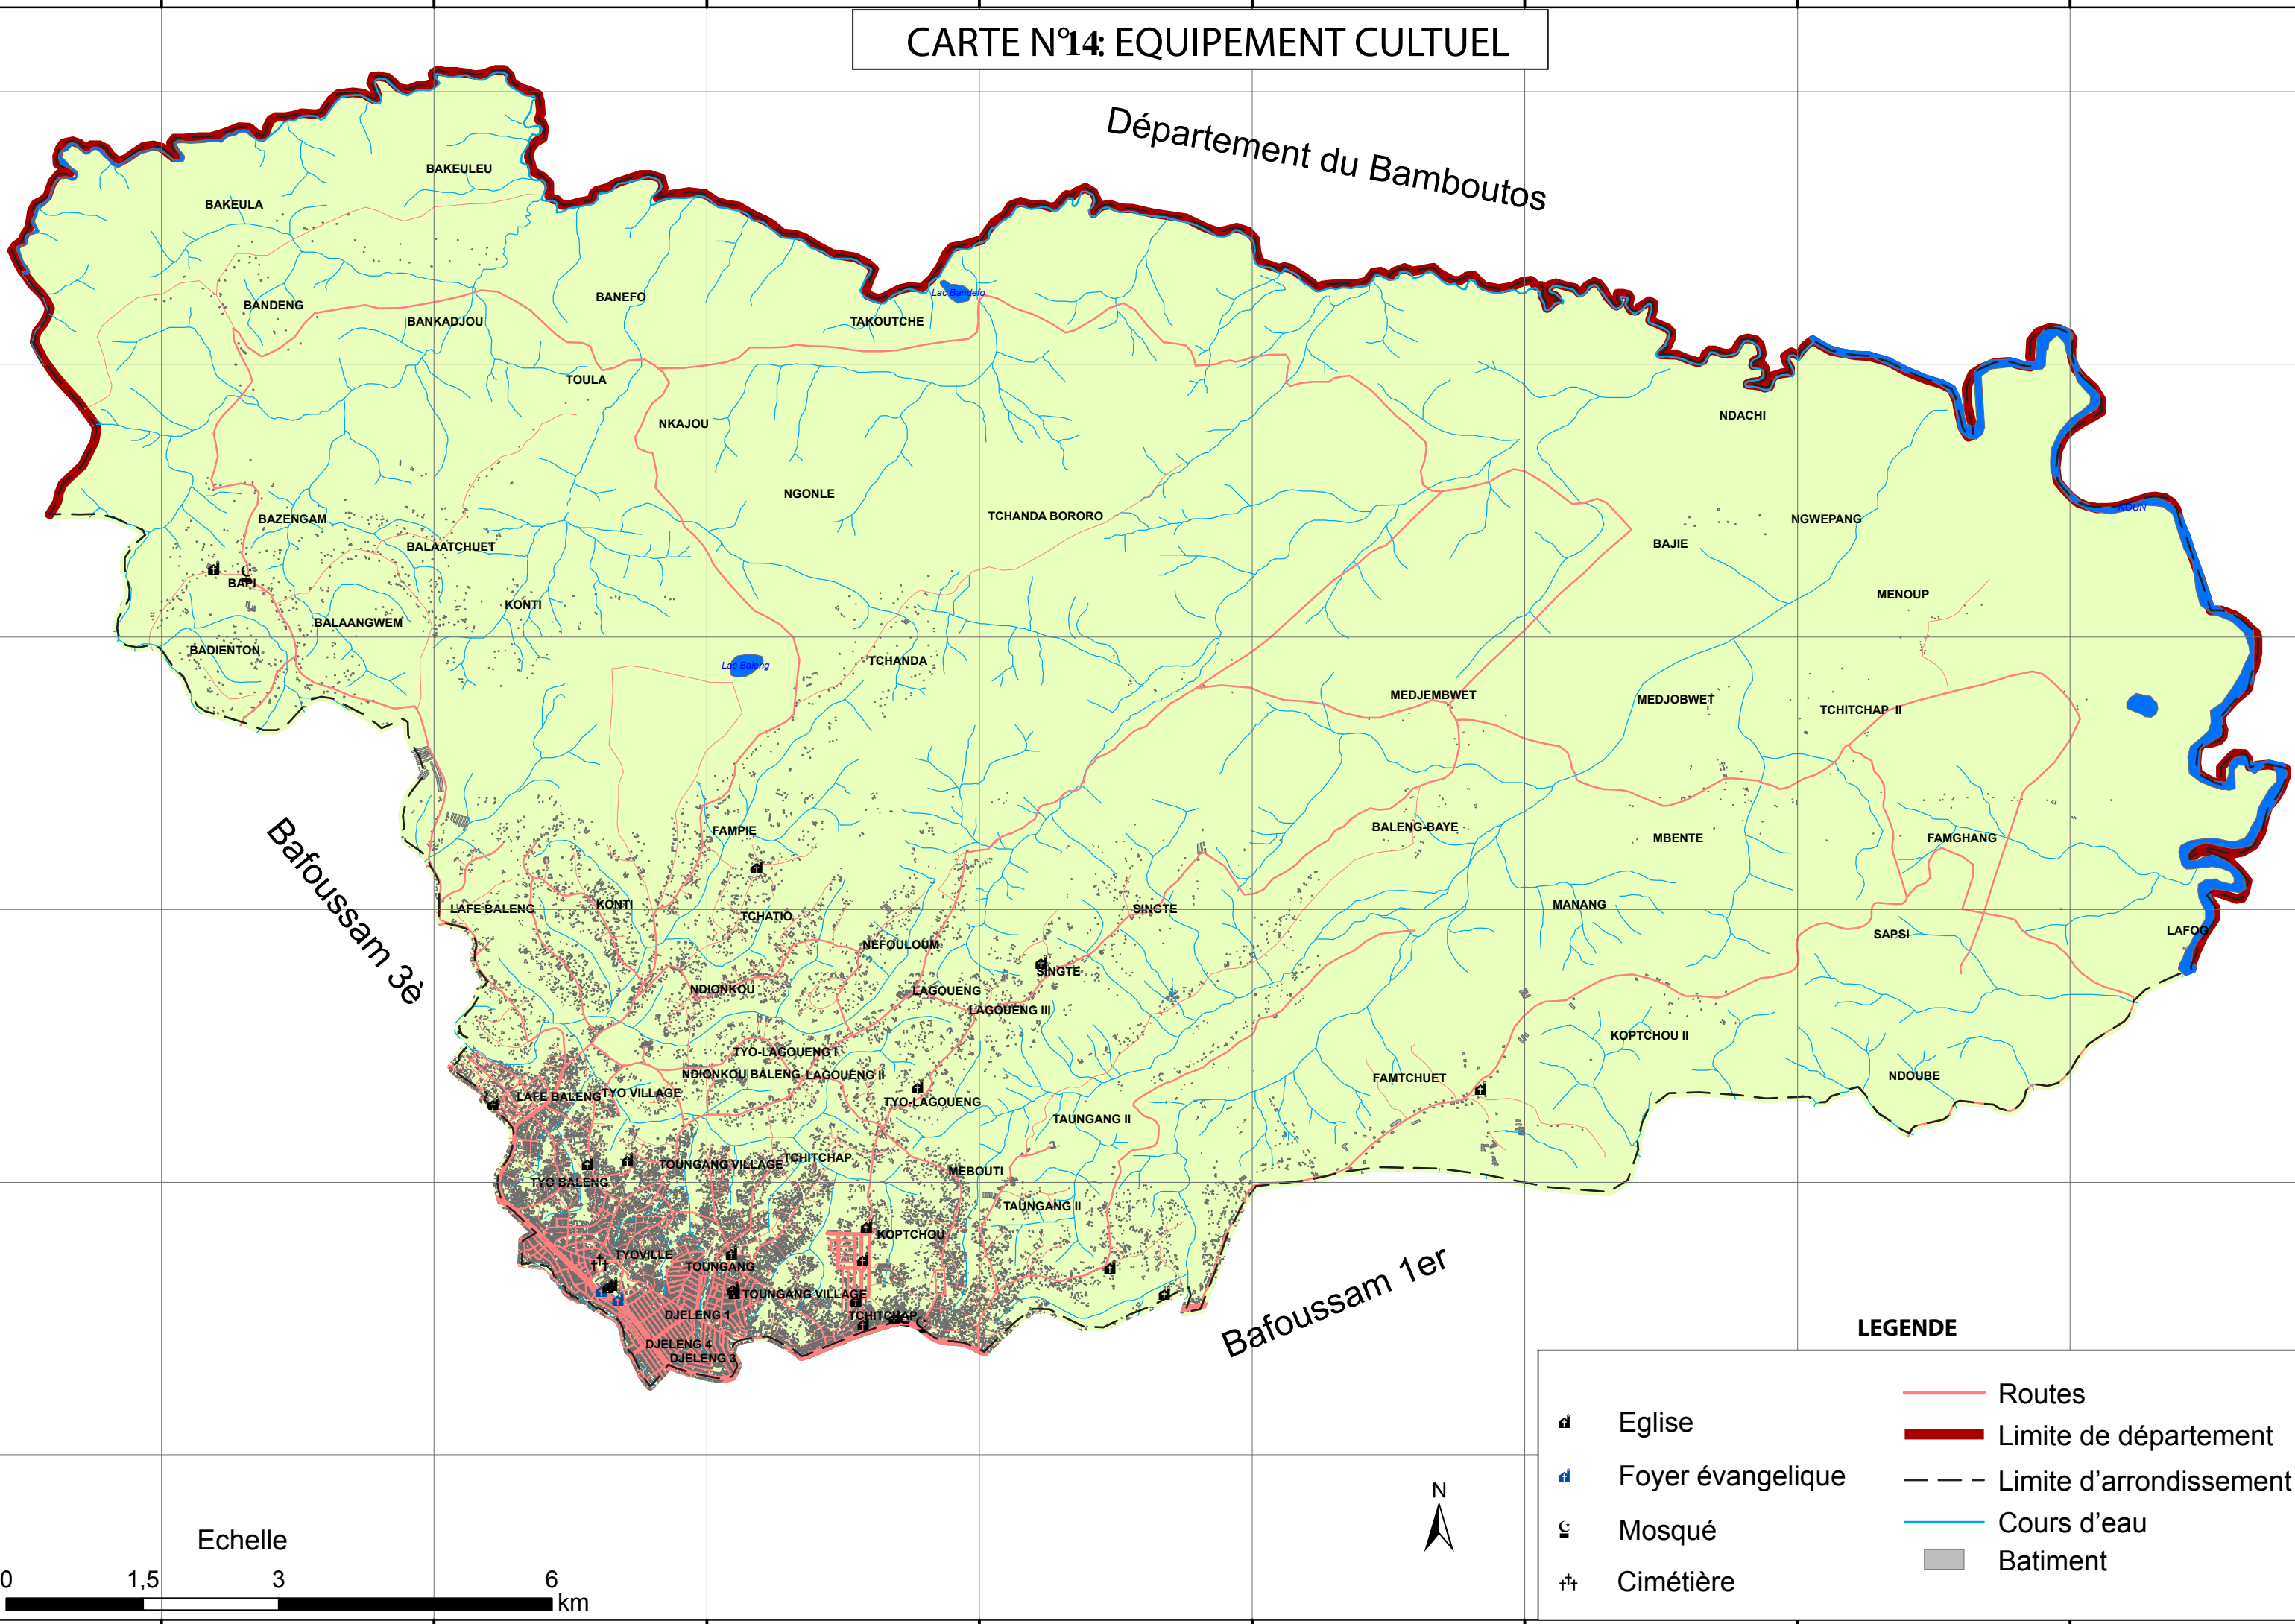 CARTE N°14: EQUIPEMENT CULTUEL
Département du Bamboutos
BAKEULEU
BAKEULA
Lac Bandefo
BANEFO
BANDENG
BANKADJOU
TAKOUTCHE
TOULA
NDACHI
NKAJOU
NGONLE
NOUN
TCHANDA BORORO
BAZENGAM
NGWEPANG
BAJIE
BALAATCHUET
BAPI
MENOUP
KONTI
BALAANGWEM
BADIENTON
TCHANDA
Lac Baleng
MEDJEMBWET
MEDJOBWET
TCHITCHAP II
FAMPIE
BALENG-BAYE
MBENTE
FAMGHANG
Bafoussam 3è
KONTI
LAFE BALENG
SINGTE
MANANG
TCHATIO
LAFOG
SAPSI
NEFOULOUM
SINGTE
NDIONKOU
LAGOUENG
LAGOUENG III
KOPTCHOU II
TYO-LAGOUENG I
NDIONKOU BALENG
LAGOUENG II
FAMTCHUET
NDOUBE
LAFE BALENG
TYO VILLAGE
TYO-LAGOUENG
TAUNGANG II
TCHITCHAP
TOUNGANG VILLAGE
MEBOUTI
TYO BALENG
TAUNGANG II
KOPTCHOU
TYOVILLE
TOUNGANG
TOUNGANG VILLAGE
Bafoussam 1er
DJELENG 1
TCHITCHAP
DJELENG 4
DJELENG 3
LEGENDE
Eglise
Foyer évangelique
Mosqué
Cimétière
Routes
Limite de département
Limite d'arrondissement
Cours d'eau
Batiment
N
Echelle
0 1,5 3 6
km